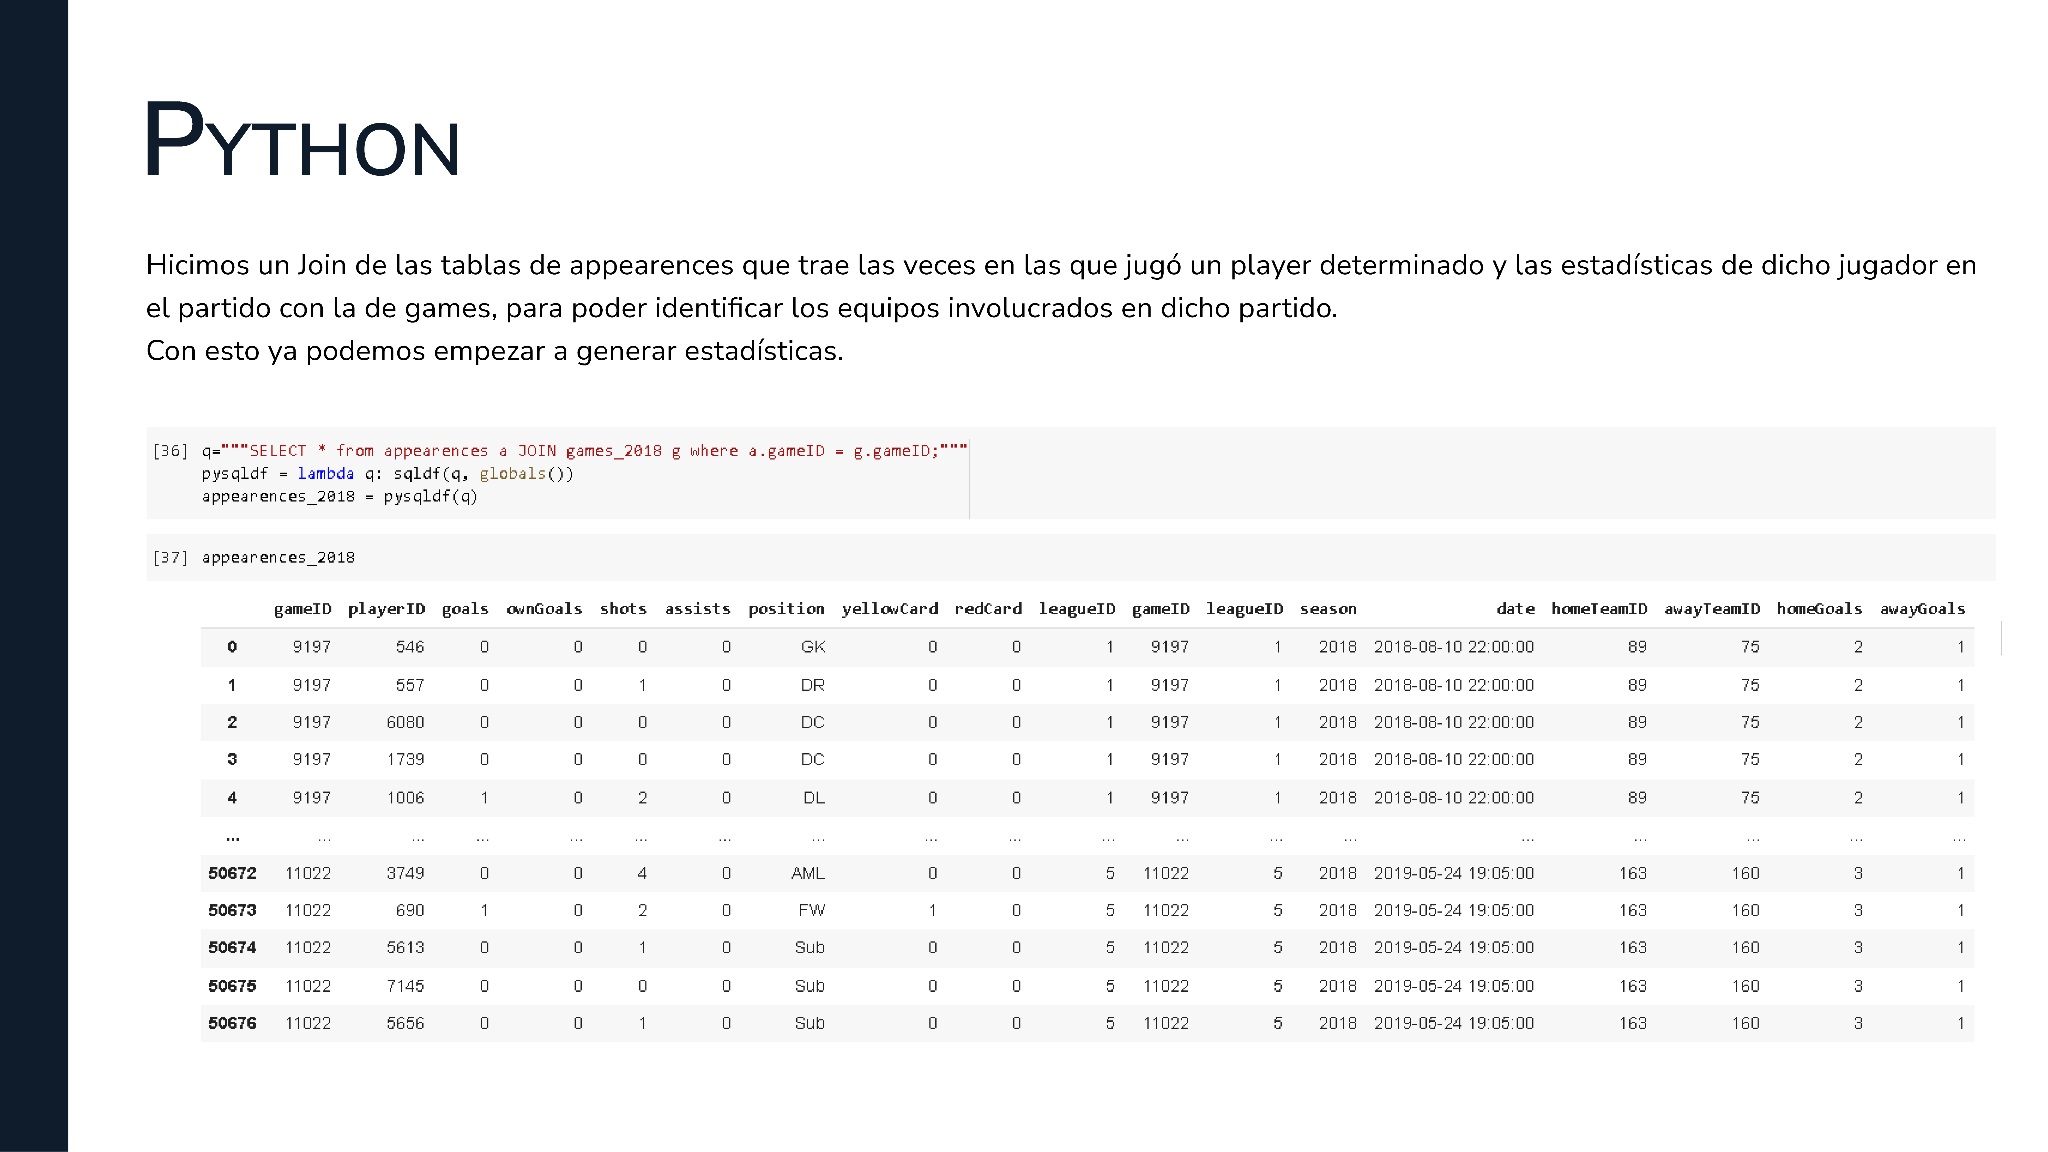 PYTHON
Hicimos un Join de las tablas de appearences que trae las veces en las que jugó un player determinado y las estadísticas de dicho jugador en
el partido con la de games, para poder identificar los equipos involucrados en dicho partido.
Con esto ya podemos empezar a generar estadísticas.
[36] q="""SELECT * from appearences a JOIN games_2018 g where a.gameID = g.gameID;"""
pysqldf = lambda q: sqldf(q, globals())
appearences_2018 = pysqldf(q)
[37] appearences_2018
gameID playerID goals ownGoals shots assists position yellowCard redCard leagueID gameID leagueID season date homeTeamID awayTeamID homeGoals awayGoals
0 9197 546 0 0 0 0 GK 0 0 1 9197 1 2018 2018-08-10 22:00:00 89 75 2 1
1 9197 557 0 0 1 0 DR 0 0 1 9197 1 2018 2018-08-10 22:00:00 89 75 2 1
2 9197 6080 0 0 0 0 DC 0 0 1 9197 1 2018 2018-08-10 22:00:00 89 75 2 1
3 9197 1739 0 0 0 0 DC 0 0 1 9197 1 2018 2018-08-10 22:00:00 89 75 2 1
4 9197 1006 1 0 2 0 DL 0 0 1 9197 1 2018 2018-08-10 22:00:00 89 75 2 1
... ... ... ... ... ... ... ... ... ... ... ... ... ... ... ... ... ... ...
50672 11022 3749 0 0 4 0 AML 0 0 5 11022 5 2018 2019-05-24 19:05:00 163 160 3 1
50673 11022 690 1 0 2 0 FW 1 0 5 11022 5 2018 2019-05-24 19:05:00 163 160 3 1
50674 11022 5613 0 0 1 0 Sub 0 0 5 11022 5 2018 2019-05-24 19:05:00 163 160 3 1
50675 11022 7145 0 0 0 0 Sub 0 0 5 11022 5 2018 2019-05-24 19:05:00 163 160 3 1
50676 11022 5656 0 0 1 0 Sub 0 0 5 11022 5 2018 2019-05-24 19:05:00 163 160 3 1